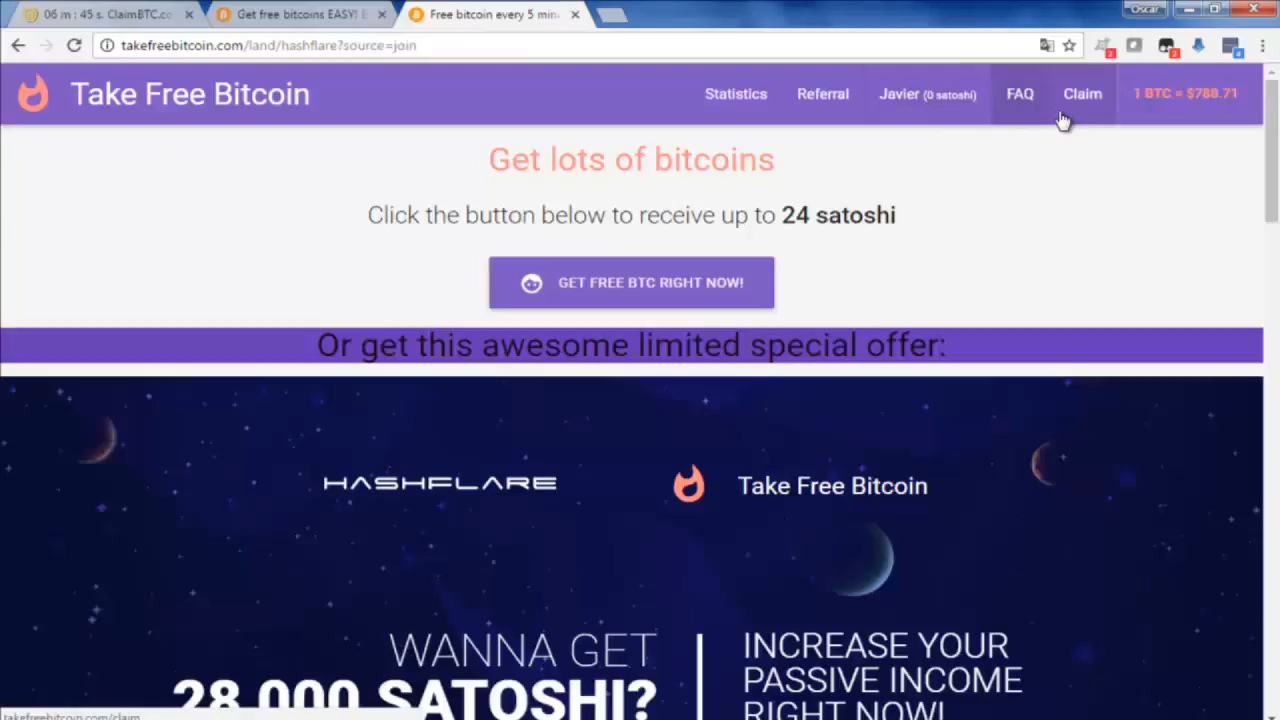 06 m : 45 s. ClaimBTC.co
Get free bitcoins EASY! E
Free bitcoin every 5 min
Oscar
takefreebitcoin.com/land/hashflare?source=join
2
2
4
Take Free Bitcoin
Statistics
Referral
Javier (0 satoshi)
FAQ
Claim
1 BTC = $788.71
Get lots of bitcoins
Click the button below to receive up to 24 satoshi
GET FREE BTC RIGHT NOW!
Or get this awesome limited special offer:
HASHFLARE
Take Free Bitcoin
WANNA GET
28 000 SATOSHI?
INCREASE YOUR
PASSIVE INCOME
RIGHT NOW!
takefreebitcoin.com/claim